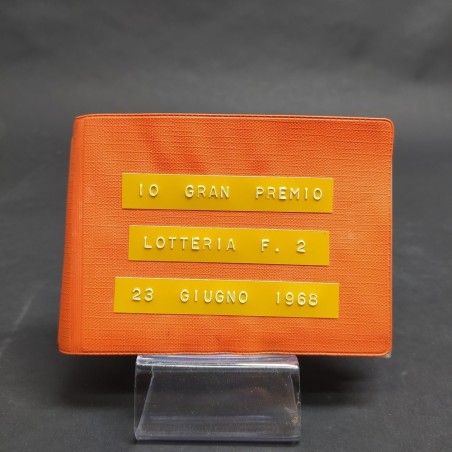 10 GRAN PREMIO
LOTTERIA F. 2
23 GIUGNO 1968